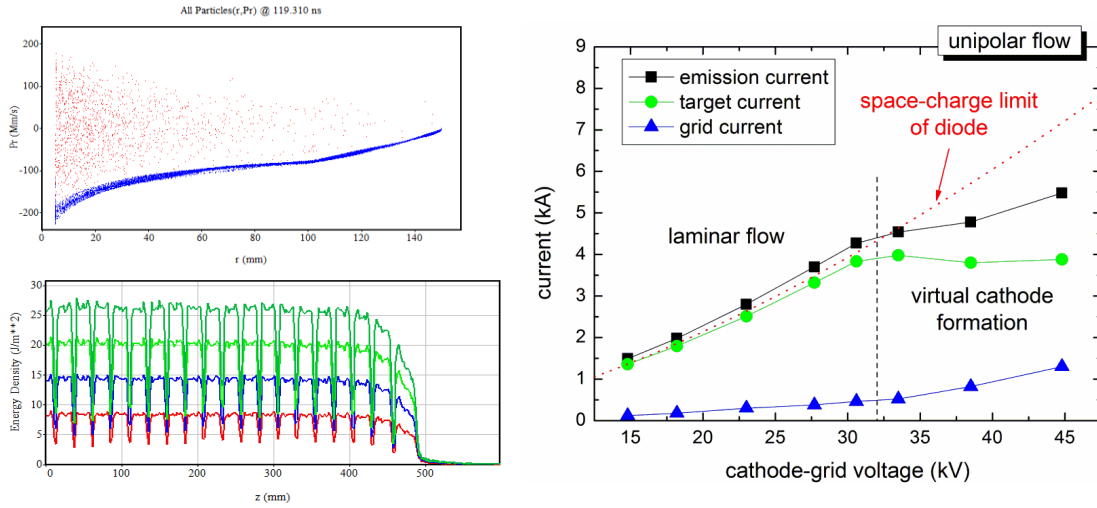 All Particles(r,Pr) @ 119.310 ns
200
100
0
-100
-200
Pr (Mm/s)
0
20
40
60
80
100
120
140
r (mm)
30
25
20
15
10
5
0
Energy Density (J/m**2)
0
100
200
300
400
500
z (mm)
unipolar flow
emission current
target current
grid current
space-charge limit
of diode
laminar flow
virtual cathode
formation
9
8
7
6
5
4
3
2
1
0
current (kA)
15
20
25
30
35
40
45
cathode-grid voltage (kV)